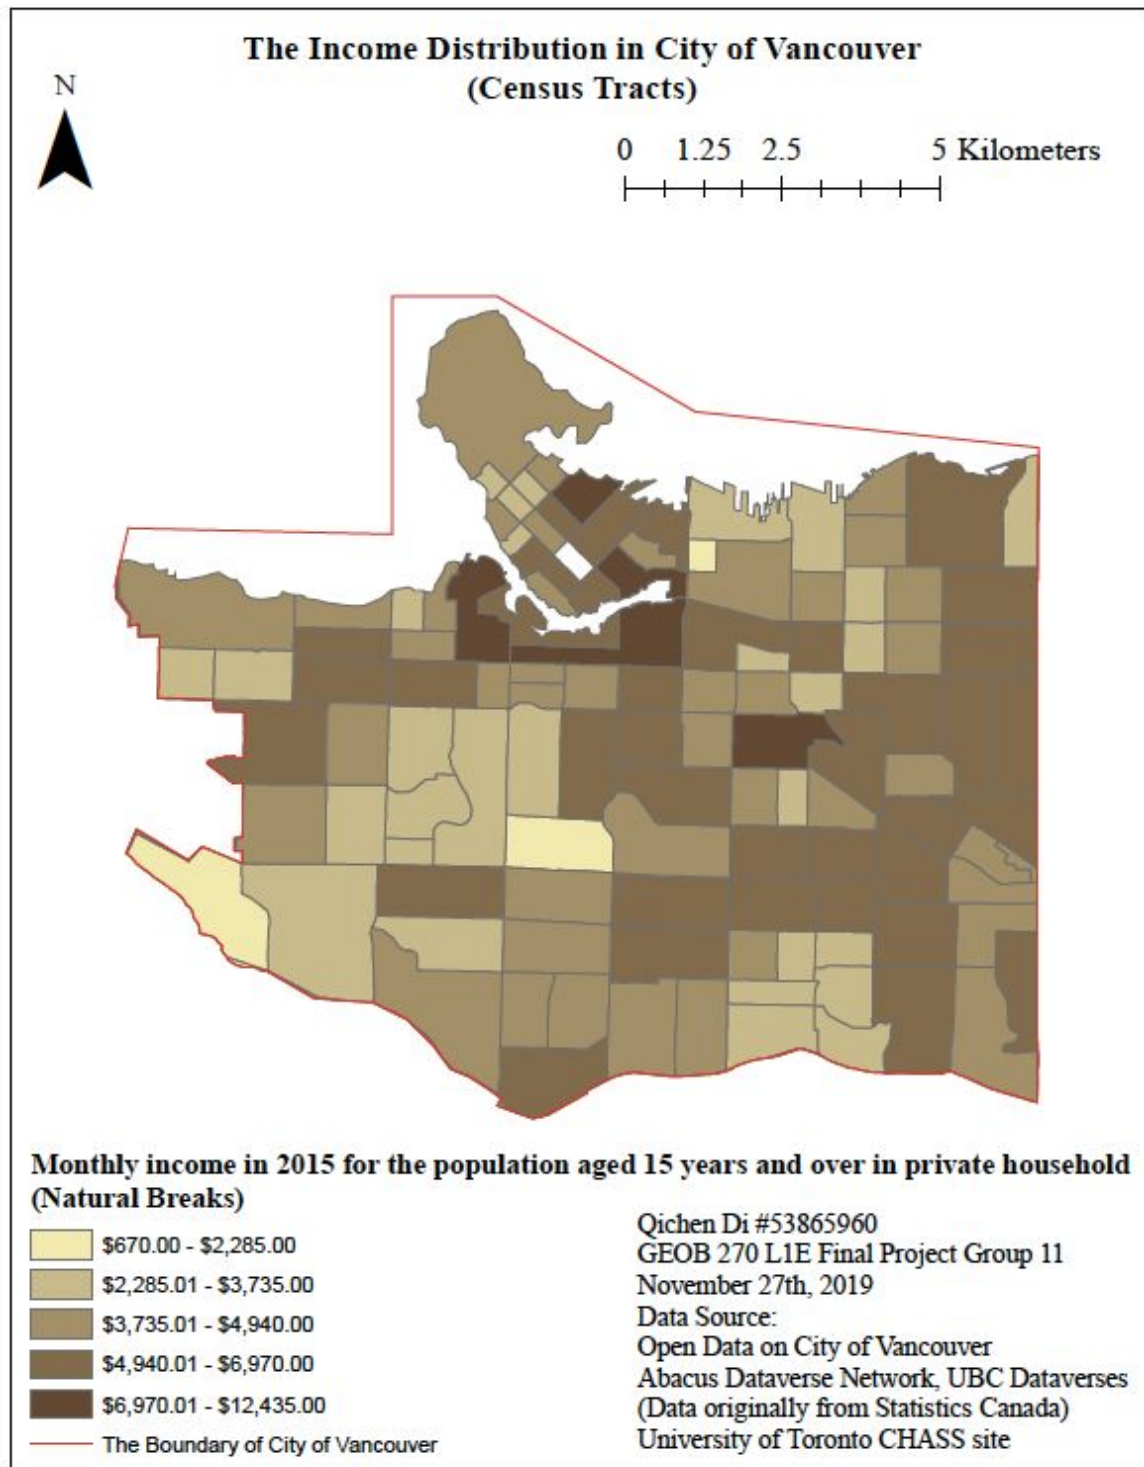 The Income Distribution in City of Vancouver
(Census Tracts)
N
0 1.25 2.5 5 Kilometers
Monthly income in 2015 for the population aged 15 years and over in private household
(Natural Breaks)
$670.00 - $2,285.00
$2,285.01 - $3,735.00
$3,735.01 - $4,940.00
$4,940.01 - $6,970.00
$6,970.01 - $12,435.00
The Boundary of City of Vancouver
Qichen Di #53865960
GEOB 270 L1E Final Project Group 11
November 27th, 2019
Data Source:
Open Data on City of Vancouver
Abacus Dataverse Network, UBC Dataverses
(Data originally from Statistics Canada)
University of Toronto CHASS site